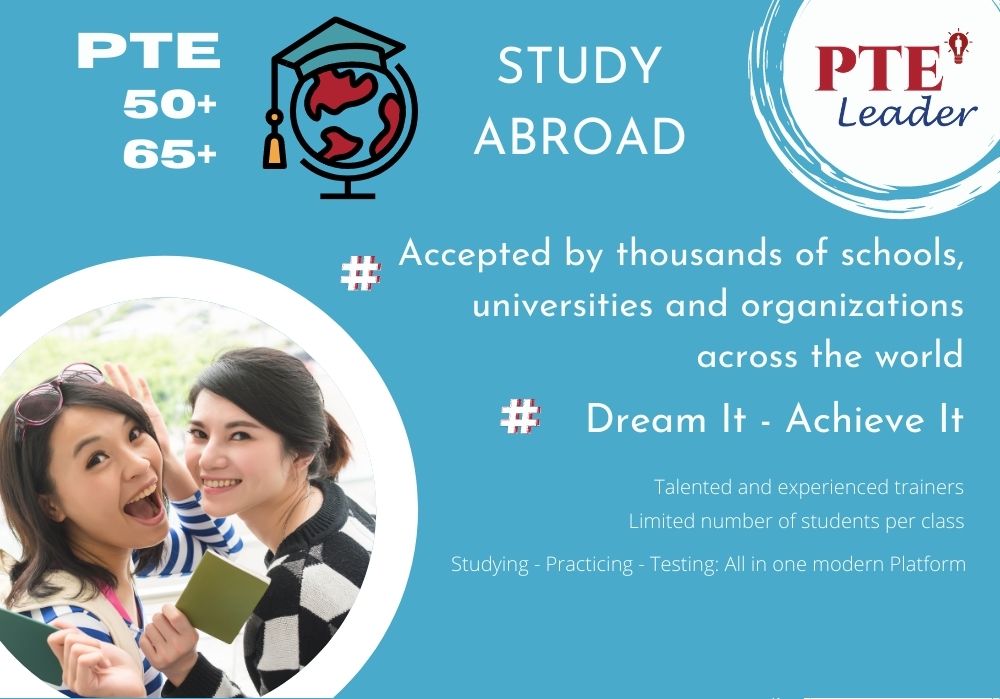 PTE
50+
65+
STUDY
ABROAD
PTE
Leader
# Accepted by thousands of schools,
universities and organizations
across the world
# Dream It - Achieve It
Talented and experienced trainers
Limited number of students per class
Studying - Practicing - Testing: All in one modern Platform